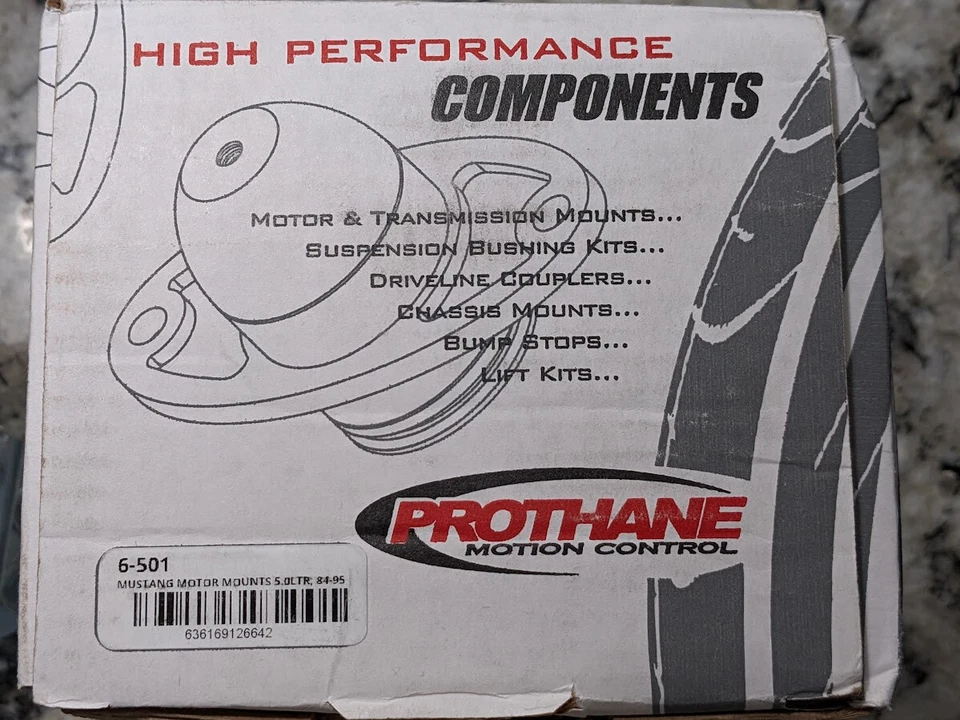 HIGH PERFORMANCE
COMPONENTS
MOTOR & TRANSMISSION MOUNTS...
SUSPENSION BUSHING KITS...
DRIVELINE COUPLERS...
CHASSIS MOUNTS...
BUMP STOPS...
LIFT KITS...
PROTHANE
MOTION CONTROL
6-501
MUSTANG MOTOR MOUNTS 5.0LTR, 84-95
636169126642